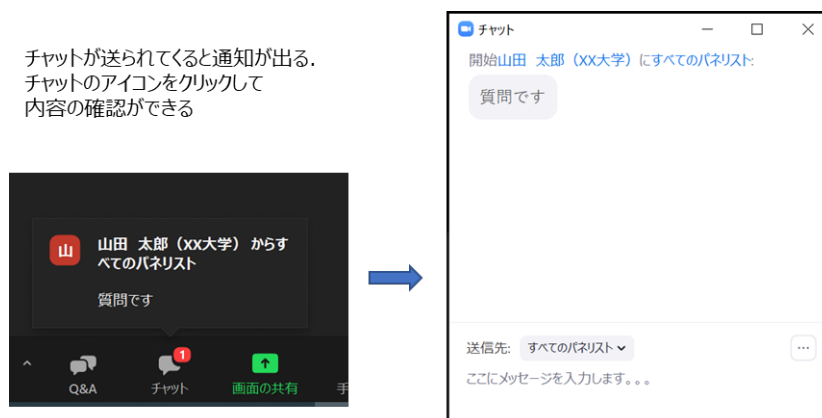 チャットが送られてくると通知が出る.
チャットのアイコンをクリックして
内容の確認ができる
山
山田 太郎（XX大学） からす
べてのパネリスト
質問です
Q&A
1
チャット
画面の共有
手
チャット
開始山田 太郎（XX大学）にすべてのパネリスト:
質問です
送信先: すべてのパネリスト
ここにメッセージを入力します。。。